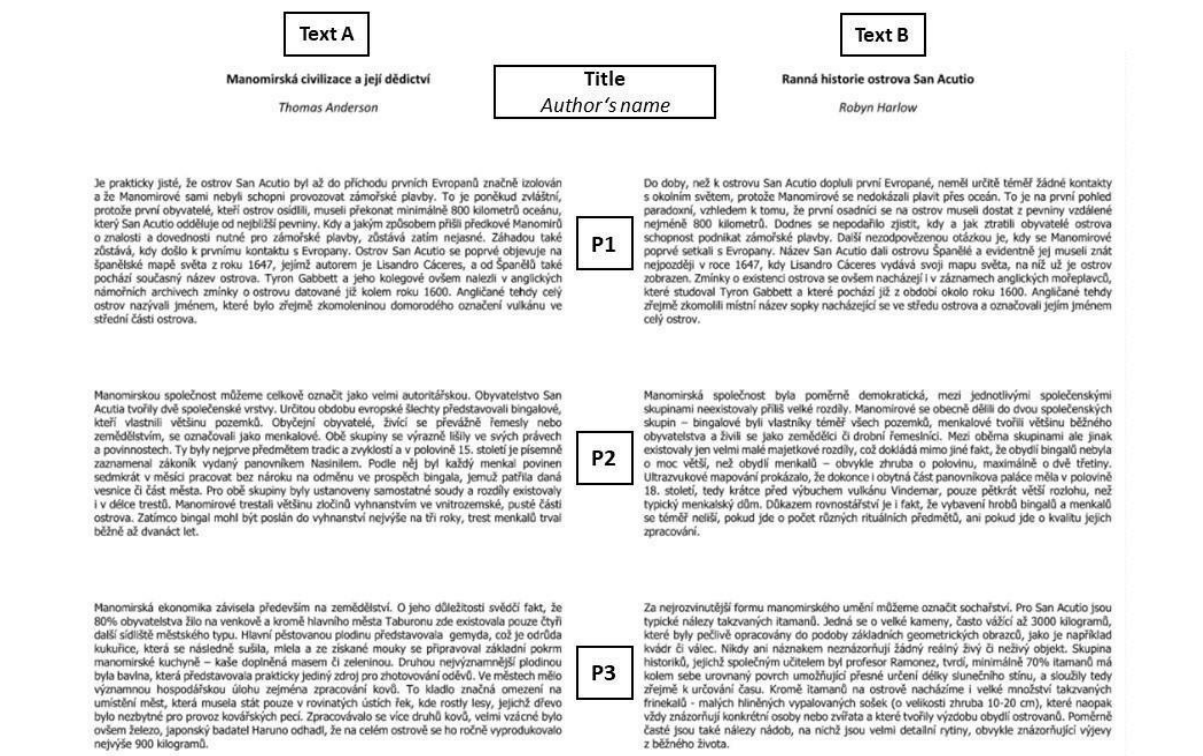 Text A
Text B
Manomirská civilizace a její dědictví
Thomas Anderson
Title
Author's name
Ranná historie ostrova San Acutio
Robyn Harlow
Je prakticky jisté, že ostrov San Acutio byl až do příchodu prvních Evropanů značně izolován
a že Manomirové sami nebyli schopni provozovat zámořské plavby. To je poněkud zvláštní,
protože první obyvatelé, kteří ostrov osídlili, museli překonat minimálně 800 kilometrů oceánu,
který San Acutio odděluje od nejbližší pevniny. Kdy a jakým způsobem přišli předkové Manomirů
o znalosti a dovednosti nutné pro zámořské plavby, zůstává zatím nejasné. Záhadou také
zůstává, kdy došlo k prvnímu kontaktu s Evropany. Ostrov San Acutio se poprvé objevuje na
španělské mapě světa z roku 1647, jejímž autorem je Lisandro Cáceres, a od Španělů také
pochází současný název ostrova. Tyron Gabbett a jeho kolegové ovšem nalezli v anglických
námořních archivech zmínky o ostrovu datované již kolem roku 1600. Angličané tehdy celý
ostrov nazývali jménem, které bylo zřejmě zkomoleninou domorodého označení vulkánu ve
střední části ostrova.
P1
Do doby, než k ostrovu San Acutio dopluli první Evropané, neměl určitě téměř žádné kontakty
s okolním světem, protože Manomirové se nedokázali plavit přes oceán. To je na první pohled
paradoxní, vzhledem k tomu, že první osadníci se na ostrov museli dostat z pevniny vzdálené
nejméně 800 kilometrů. Dodnes se nepodařilo zjistit, kdy a jak ztratili obyvatelé ostrova
schopnost podnikat zámořské plavby. Další nezodpovězenou otázkou je, kdy se Manomirové
poprvé setkali s Evropany. Název San Acutio dali ostrovu Španělé a evidentně jej museli znát
nejpozději v roce 1647, kdy Lisandro Cáceres vydává svoji mapu světa, na níž už je ostrov
zobrazen. Zmínky o existenci ostrova se ovšem nacházejí i v záznamech anglických mořeplavců,
které studoval Tyron Gabbett a které pochází již z období okolo roku 1600. Angličané tehdy
zřejmě zkomolili místní název sopky nacházející se ve středu ostrova a označovali jejím jménem
celý ostrov.
Manomirskou společnost můžeme celkově označit jako velmi autoritářskou. Obyvatelstvo San
Acutia tvořily dvě společenské vrstvy. Určitou obdobu evropské šlechty představovali bingalové,
kteří vlastnili většinu pozemků. Obyčejní obyvatelé, živící se převážně řemesly nebo
zemědělstvím, se označovali jako menkalové. Obě skupiny se výrazně lišily ve svých právech
a povinnostech. Ty byly nejprve předmětem tradic a zvyklostí a v polovině 15. století je písemně
zaznamenal zákoník vydaný panovníkem Nasinilem. Podle něj byl každý menkal povinen
sedmkrát v měsíci pracovat bez nároku na odměnu ve prospěch bingala, jemuž patřila daná
vesnice či část města. Pro obě skupiny byly ustanoveny samostatné soudy a rozdíly existovaly
i v délce trestů. Manomirové trestali většinu zločinů vyhnanstvím ve vnitrozemské, pusté části
ostrova. Zatímco bingal mohl být poslán do vyhnanství nejvýše na tři roky, trest menkalů trval
běžně až dvanáct let.
P2
Manomirská společnost byla poměrně demokratická, mezi jednotlivými společenskými
skupinami neexistovaly příliš velké rozdíly. Manomirové se obecně dělili do dvou společenských
skupin – bingalové byli vlastníky téměř všech pozemků, menkalové tvořili většinu běžného
obyvatelstva a živili se jako zemědělci či drobní řemeslníci. Mezi oběma skupinami ale jinak
existovaly jen velmi malé majetkové rozdíly, což dokládá mimo jiné fakt, že obydlí bingalů nebyla
o moc větší, než obydlí menkalů – obvykle zhruba o polovinu, maximálně o dvě třetiny.
Ultrazvukové mapování prokázalo, že dokonce i obytná část panovníkova paláce měla v polovině
18. století, tedy krátce před výbuchem vulkánu Vindemar, pouze pětkrát větší rozlohu, než
typický menkalský dům. Důkazem rovnostářství je i fakt, že vybavení hrobů bingalů a menkalů
se téměř neliší, pokud jde o počet různých rituálních předmětů, ani pokud jde o kvalitu jejich
zpracování.
Manomirská ekonomika závisela především na zemědělství. O jeho důležitosti svědčí fakt, že
80% obyvatelstva žilo na venkově a kromě hlavního města Taburonu zde existovala pouze čtyři
další sídliště městského typu. Hlavní pěstovanou plodinu představovala gemyda, což je odrůda
kukuřice, která se následně sušila, mlela a ze získané mouky se připravoval základní pokrm
manomirské kuchyně – kaše doplněná masem či zeleninou. Druhou nejvýznamnější plodinou
byla bavlna, která představovala prakticky jediný zdroj pro zhotovování oděvů. Ve městech mělo
významnou hospodářskou úlohu zejména zpracování kovů. To kladlo značná omezení na
umístění měst, která musela stát pouze v rovinatých ústích řek, kde rostly lesy, jejichž dřevo
bylo nezbytné pro provoz kovářských pecí. Zpracovávalo se více druhů kovů, velmi vzácné bylo
ovšem železo, japonský badatel Haruno odhadl, že na celém ostrově se ho ročně vyprodukovalo
nejvýše 900 kilogramů.
P3
Za nejrozvinutější formu manomirského umění můžeme označit sochařství. Pro San Acutio jsou
typické nálezy takzvaných itamanů. Jedná se o velké kameny, často vážící až 3000 kilogramů,
které byly pečlivě opracovány do podoby základních geometrických obrazců, jako je například
kvádr či válec. Nikdy ani náznakem neznázorňují žádný reálný živý či neživý objekt. Skupina
historiků, jejichž společným učitelem byl profesor Ramonez, tvrdí, minimálně 70% itamanů má
kolem sebe urovnaný povrch umožňující přesné určení délky slunečního stínu, a sloužily tedy
zřejmě k určování času. Kromě itamanů na ostrově nacházíme i velké množství takzvaných
frinekalů - malých hliněných vypalovaných sošek (o velikosti zhruba 10-20 cm), které naopak
vždy znázorňují konkrétní osoby nebo zvířata a které tvořily výzdobu obydlí ostrovanů. Poměrně
časté jsou také nálezy nádob, na nichž jsou velmi detailní rytiny, obvykle znázorňující výjevy
z běžného života.